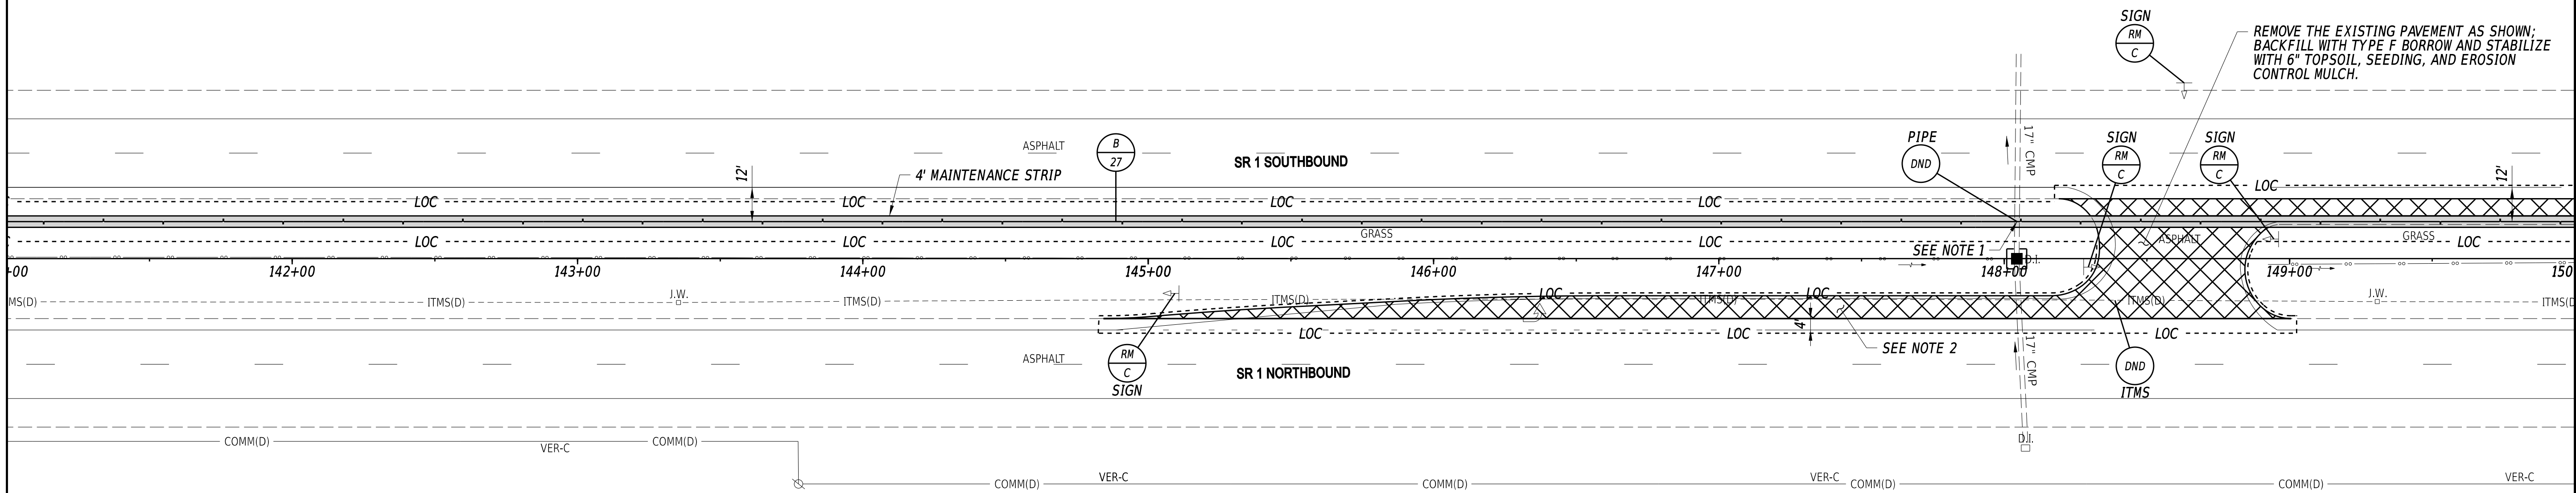 SIGN
RM
C
REMOVE THE EXISTING PAVEMENT AS SHOWN;
BACKFILL WITH TYPE F BORROW AND STABILIZE
WITH 6" TOPSOIL, SEEDING, AND EROSION
CONTROL MULCH.
ASPHALT
B
27
SR 1 SOUTHBOUND
PIPE
DND
17" CMP
SIGN
RM
C
SIGN
RM
C
12'
4' MAINTENANCE STRIP
12'
LOC
LOC
LOC
LOC
LOC
LOC
LOC
LOC
LOC
LOC
GRASS
SEE NOTE 1
D.I.
ASPHALT
GRASS
+00
142+00
143+00
144+00
145+00
146+00
147+00
148+00
149+00
150
MS(D)
ITMS(D)
J.W.
ITMS(D)
ITMS(D)
LOC
ITMS(D)
LOC
ITMS(D)
J.W.
ITMS(D
4'
LOC
LOC
LOC
SEE NOTE 2
17" CMP
ASPHALT
RM
C
SIGN
SR 1 NORTHBOUND
DND
ITMS
COMM(D)
VER-C
COMM(D)
D.I.
COMM(D)
VER-C
COMM(D)
VER-C
COMM(D)
COMM(D)
VER-C